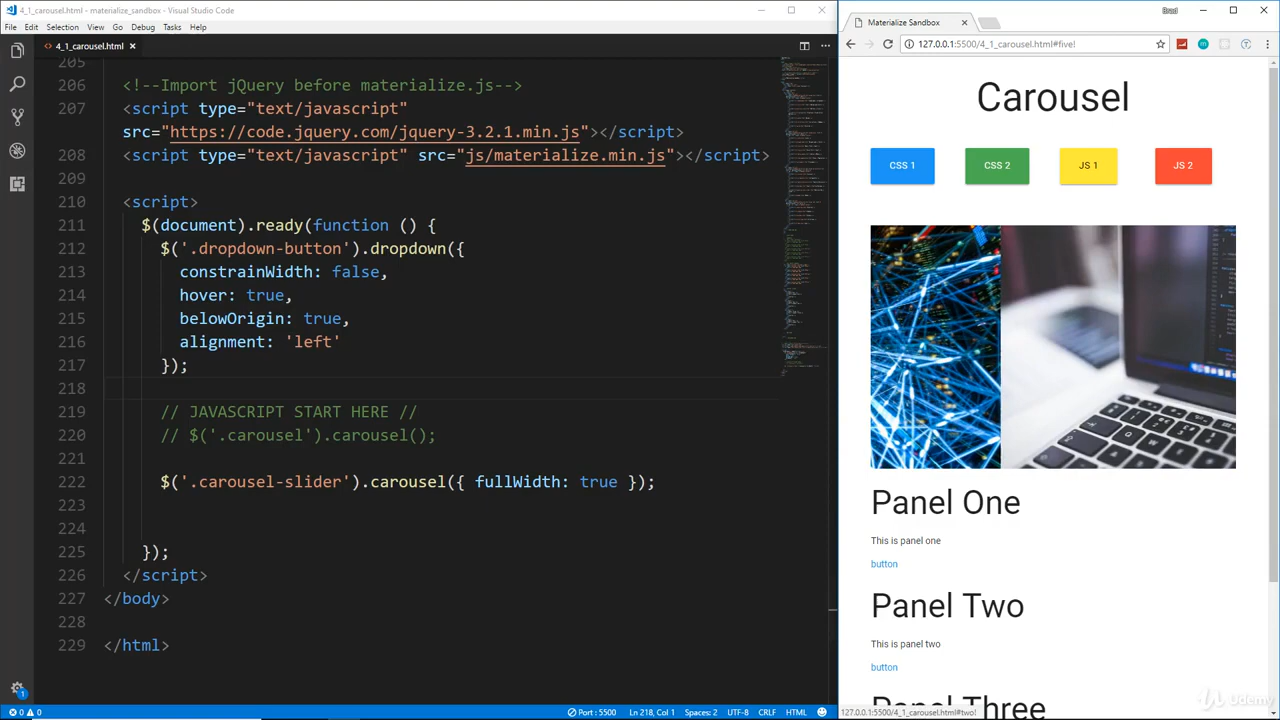 4_1_carousel.html - materialize_sandbox - Visual Studio Code
File Edit Selection View Go Debug Tasks Help
4_1_carousel.html
205
206 <!--Import jQuery before materialize.js-->
207 <script type="text/javascript"
src="https://code.jquery.com/jquery-3.2.1.min.js"></script>
208 <script type="text/javascript" src="js/materialize.min.js"></script>
209
210 <script>
211 $(document).ready(function () {
212 $('.dropdown-button').dropdown({
213 constrainWidth: false,
214 hover: true,
215 belowOrigin: true,
216 alignment: 'left'
217 });
218
219 // JAVASCRIPT START HERE //
220 // $('.carousel').carousel();
221
222 $('.carousel-slider').carousel({ fullWidth: true });
223
224
225 });
226 </script>
227 </body>
228
229 </html>
1
0 0
Port : 5500 Ln 218, Col 1 Spaces: 2 UTF-8 CRLF HTML
Brad
Materialize Sandbox
127.0.0.1:5500/4_1_carousel.html#five!
Carousel
CSS 1 CSS 2 JS 1 JS 2
Panel One
This is panel one
button
Panel Two
This is panel two
button
Panel Three
127.0.0.1:5500/4_1_carousel.html#two!
Udemy